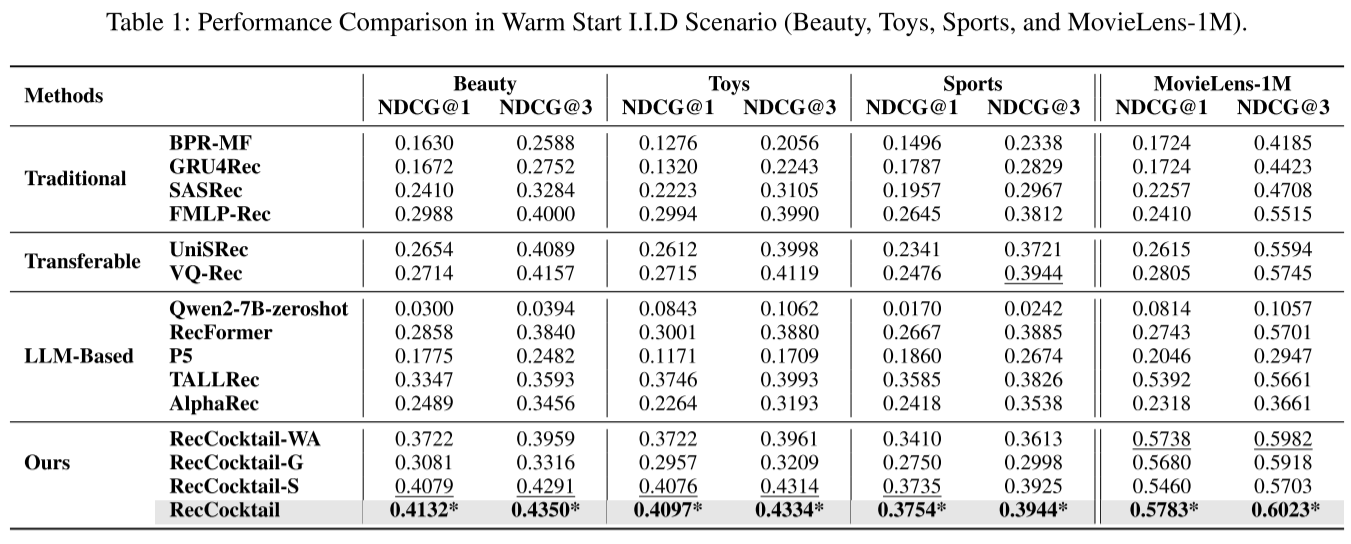 Table 1: Performance Comparison in Warm Start I.I.D Scenario (Beauty, Toys, Sports, and MovieLens-1M).
Methods Beauty Toys Sports MovieLens-1M
NDCG@1 NDCG@3 NDCG@1 NDCG@3 NDCG@1 NDCG@3 NDCG@1 NDCG@3
Traditional
BPR-MF 0.1630 0.2588 0.1276 0.2056 0.1496 0.2338 0.1724 0.4185
GRU4Rec 0.1672 0.2752 0.1320 0.2243 0.1787 0.2829 0.1724 0.4423
SASRec 0.2410 0.3284 0.2223 0.3105 0.1957 0.2967 0.2257 0.4708
FMLP-Rec 0.2988 0.4000 0.2994 0.3990 0.2645 0.3812 0.2410 0.5515
Transferable
UniSRec 0.2654 0.4089 0.2612 0.3998 0.2341 0.3721 0.2615 0.5594
VQ-Rec 0.2714 0.4157 0.2715 0.4119 0.2476 0.3944 0.2805 0.5745
LLM-Based
Qwen2-7B-zeroshot 0.0300 0.0394 0.0843 0.1062 0.0170 0.0242 0.0814 0.1057
RecFormer 0.2858 0.3840 0.3001 0.3880 0.2667 0.3885 0.2743 0.5701
P5 0.1775 0.2482 0.1171 0.1709 0.1860 0.2674 0.2046 0.2947
TALLRec 0.3347 0.3593 0.3746 0.3993 0.3585 0.3826 0.5392 0.5661
AlphaRec 0.2489 0.3456 0.2264 0.3193 0.2418 0.3538 0.2318 0.3661
Ours
RecCocktail-WA 0.3722 0.3959 0.3722 0.3961 0.3410 0.3613 0.5738 0.5982
RecCocktail-G 0.3081 0.3316 0.2957 0.3209 0.2750 0.2998 0.5680 0.5918
RecCocktail-S 0.4079 0.4291 0.4076 0.4314 0.3735 0.3925 0.5460 0.5703
RecCocktail 0.4132* 0.4350* 0.4097* 0.4334* 0.3754* 0.3944* 0.5783* 0.6023*